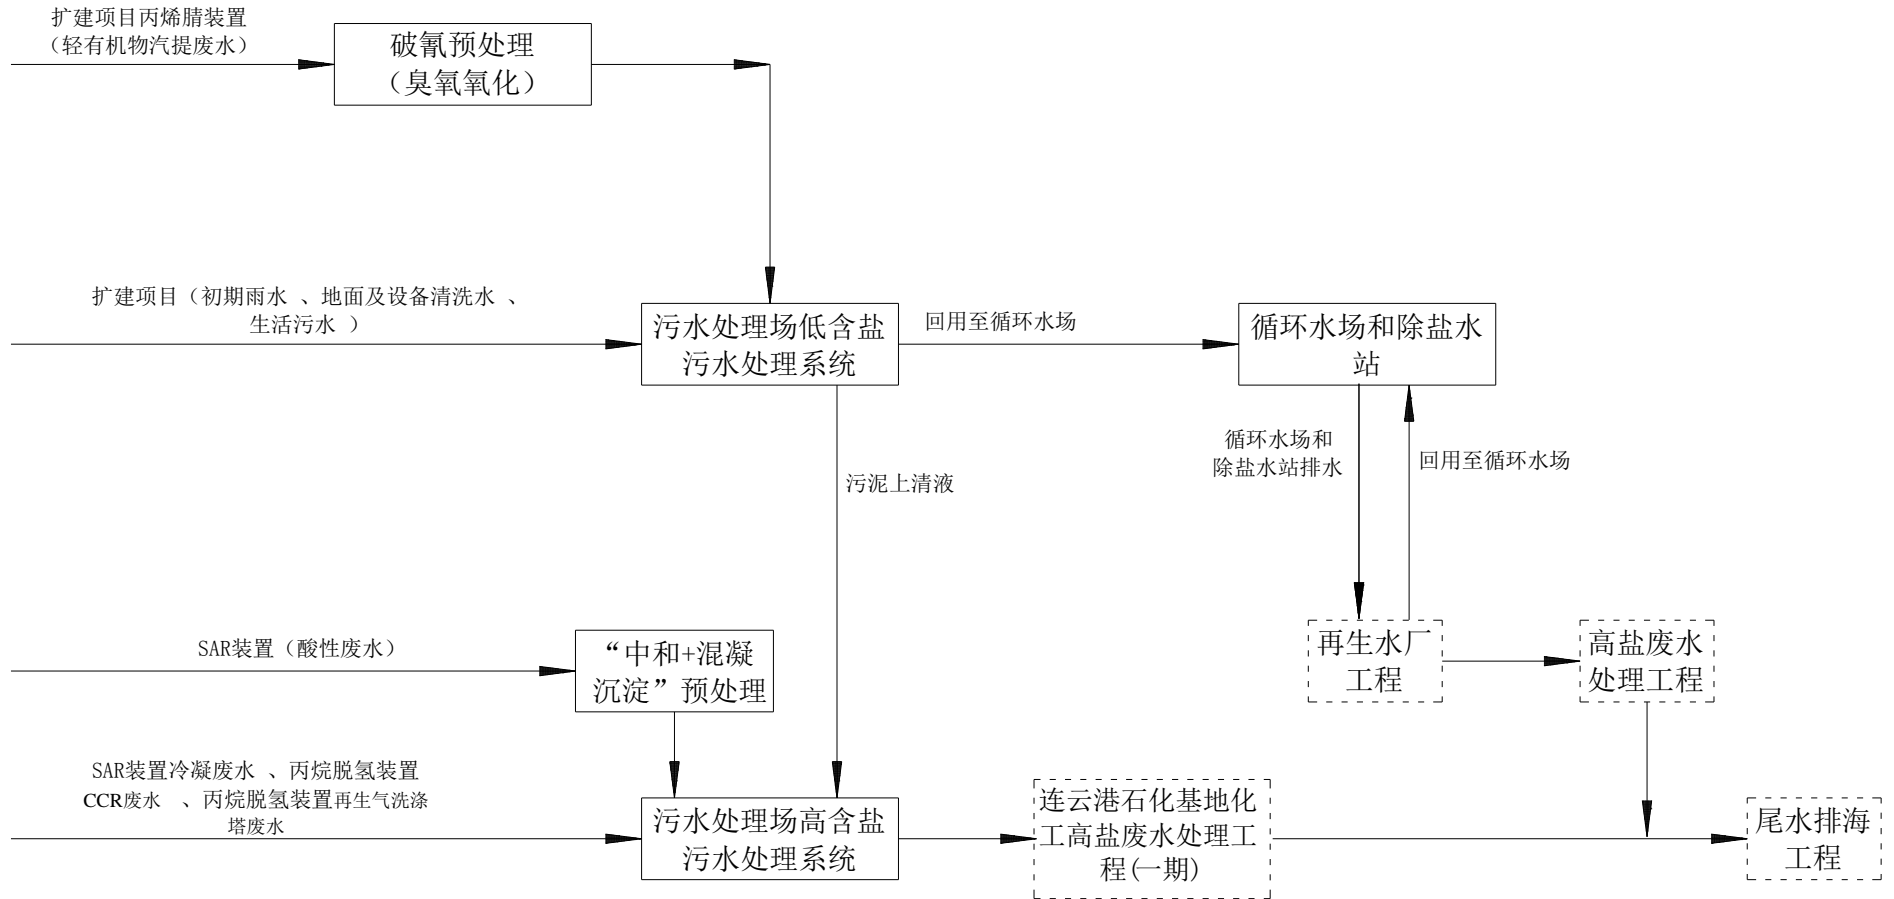 扩建项目丙烯腈装置
（轻有机物汽提废水）
破氰预处理
（臭氧氧化）
扩建项目（初期雨水 、地面及设备清洗水 、
生活污水 ）
污水处理场低含盐
污水处理系统
回用至循环水场
循环水场和除盐水
站
循环水场和
除盐水站排水
回用至循环水场
污泥上清液
SAR装置（酸性废水）
“中和+混凝
沉淀”预处理
再生水厂
工程
高盐废水
处理工程
SAR装置冷凝废水 、丙烷脱氢装置
CCR废水 、丙烷脱氢装置再生气洗涤
塔废水
污水处理场高含盐
污水处理系统
连云港石化基地化
工高盐废水处理工
程(一期)
尾水排海
工程